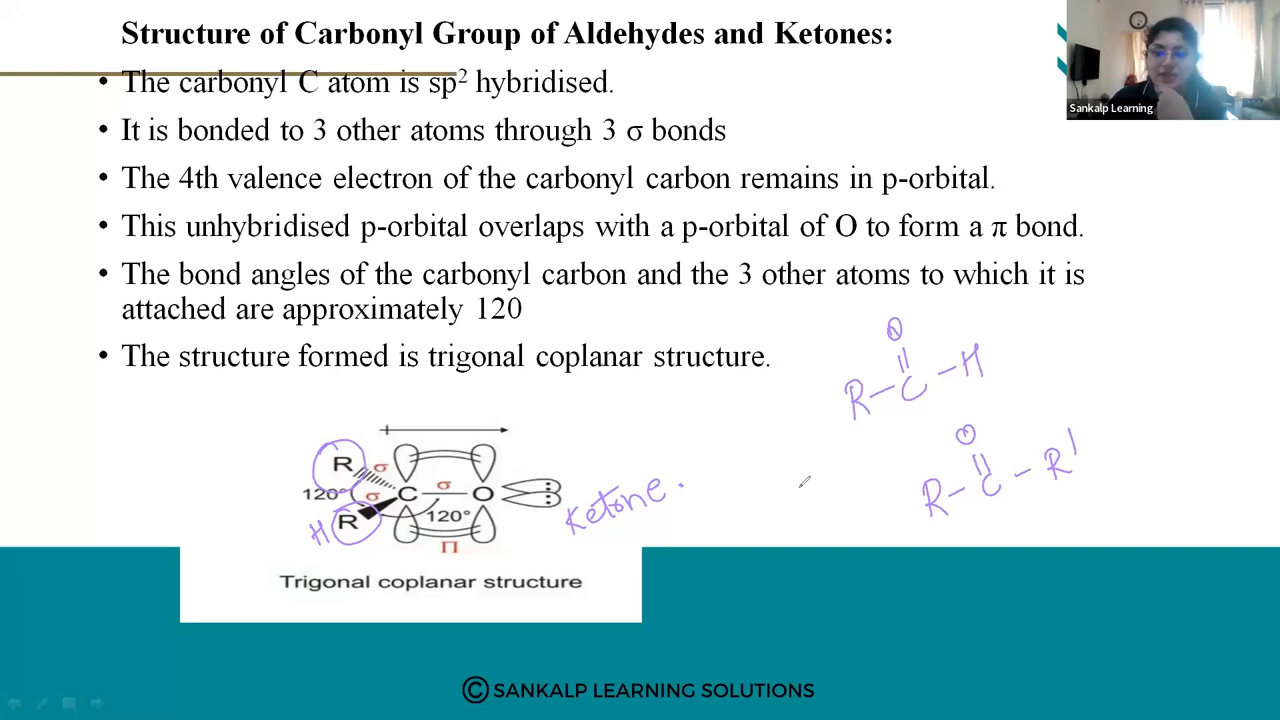 Structure of Carbonyl Group of Aldehydes and Ketones:
• The carbonyl C atom is sp² hybridised.
• It is bonded to 3 other atoms through 3 σ bonds
• The 4th valence electron of the carbonyl carbon remains in p-orbital.
• This unhybridised p-orbital overlaps with a p-orbital of O to form a π bond.
• The bond angles of the carbonyl carbon and the 3 other atoms to which it is
attached are approximately 120
• The structure formed is trigonal coplanar structure.
Sankalp Learning
O
R - C - H
O
R - C - R'
R σ
120° σ C σ O
H R 120°
Π
Ketone.
Trigonal coplanar structure
© SANKALP LEARNING SOLUTIONS